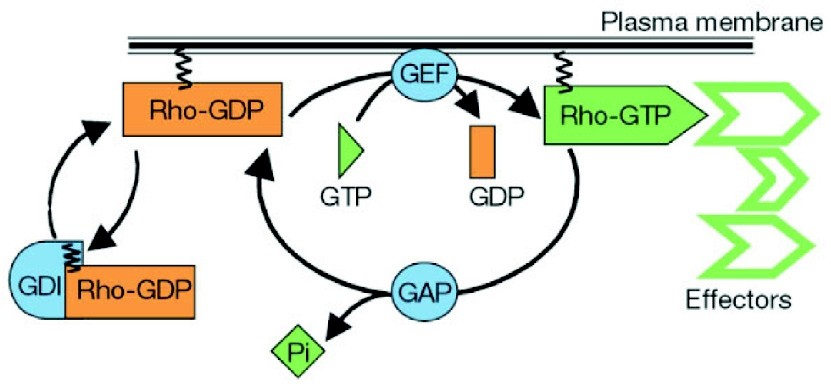 Plasma membrane
GEF
Rho-GDP
Rho-GTP
GTP
GDP
GDI
Rho-GDP
GAP
Effectors
Pi